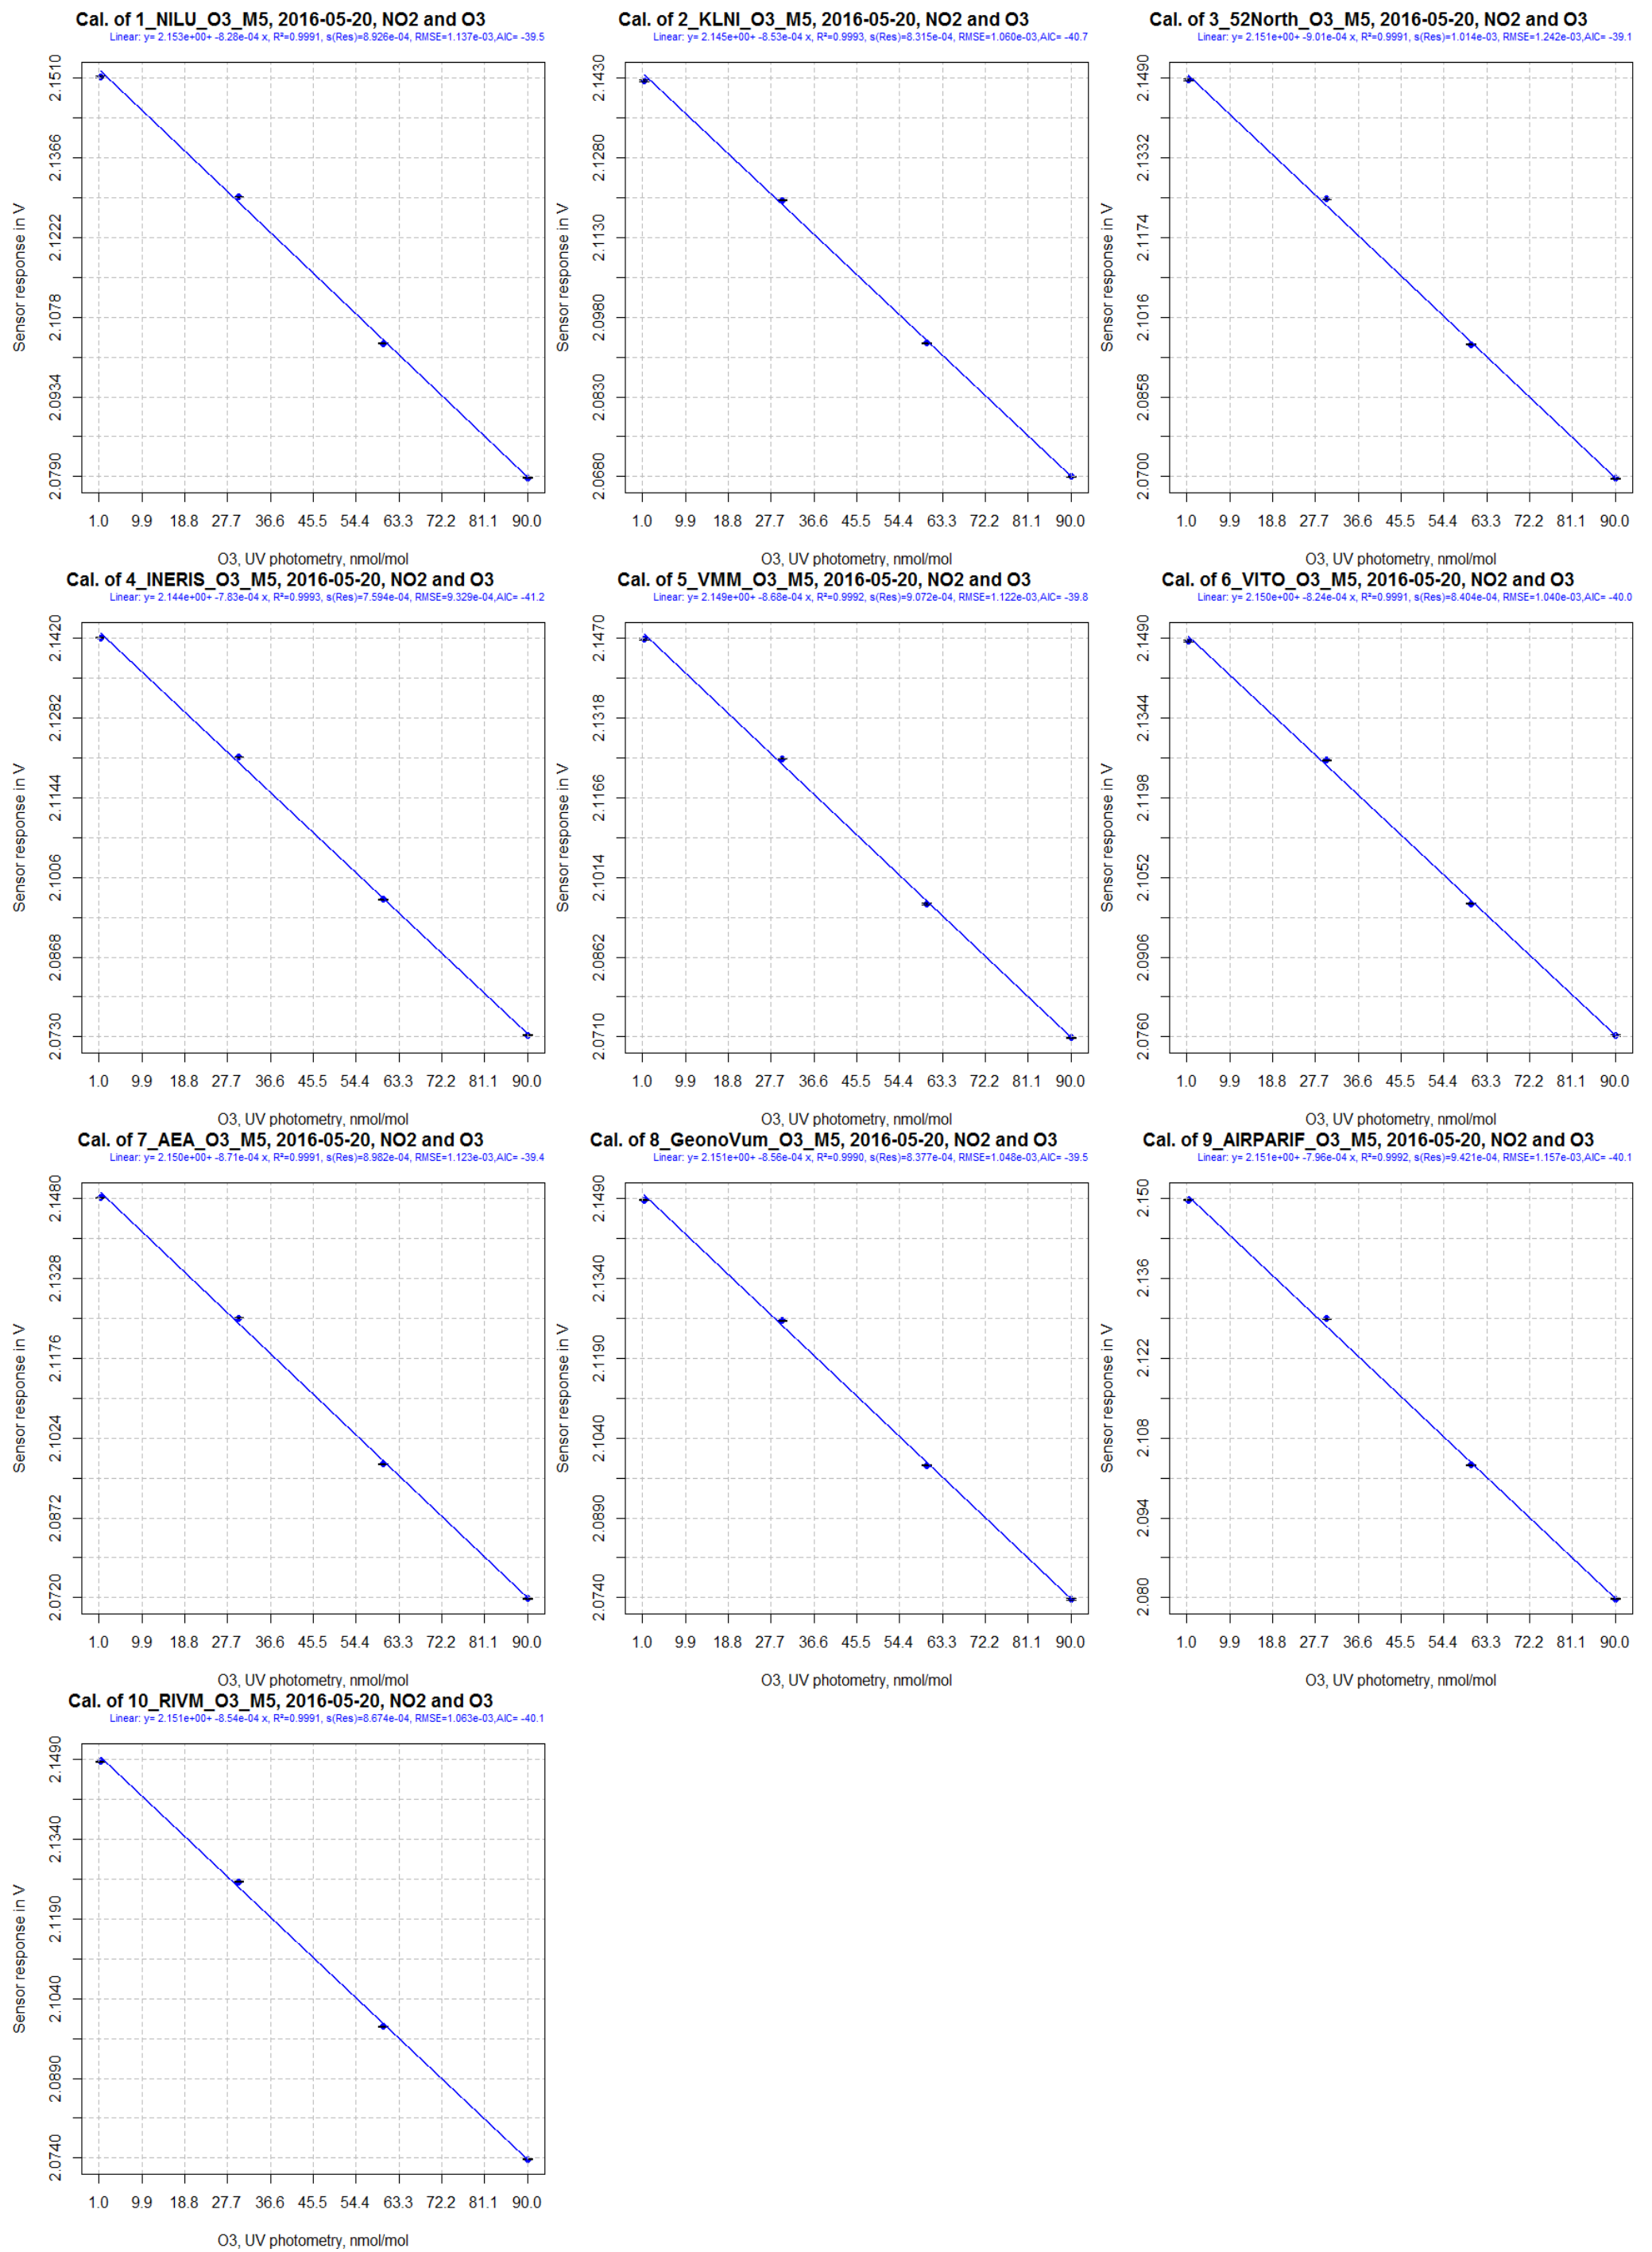 Cal. of 1_NILU_O3_M5, 2016-05-20, NO2 and O3
Linear: y= 2.153e+00+ -8.28e-04 x, R²=0.9991, s(Res)=8.926e-04, RMSE=1.137e-03,AIC= -39.5
Sensor response in V
2.0790 2.0934 2.1078 2.1222 2.1366 2.1510
1.0 9.9 18.8 27.7 36.6 45.5 54.4 63.3 72.2 81.1 90.0
O3, UV photometry, nmol/mol
Cal. of 2_KLNI_O3_M5, 2016-05-20, NO2 and O3
Linear: y= 2.145e+00+ -8.53e-04 x, R²=0.9993, s(Res)=8.315e-04, RMSE=1.060e-03,AIC= -40.7
Sensor response in V
2.0680 2.0830 2.0980 2.1130 2.1280 2.1430
1.0 9.9 18.8 27.7 36.6 45.5 54.4 63.3 72.2 81.1 90.0
O3, UV photometry, nmol/mol
Cal. of 3_52North_O3_M5, 2016-05-20, NO2 and O3
Linear: y= 2.151e+00+ -9.01e-04 x, R²=0.9991, s(Res)=1.014e-03, RMSE=1.242e-03,AIC= -39.1
Sensor response in V
2.0700 2.0858 2.1016 2.1174 2.1332 2.1490
1.0 9.9 18.8 27.7 36.6 45.5 54.4 63.3 72.2 81.1 90.0
O3, UV photometry, nmol/mol
Cal. of 4_INERIS_O3_M5, 2016-05-20, NO2 and O3
Linear: y= 2.144e+00+ -7.83e-04 x, R²=0.9993, s(Res)=7.594e-04, RMSE=9.329e-04,AIC= -41.2
Sensor response in V
2.0730 2.0868 2.1006 2.1144 2.1282 2.1420
1.0 9.9 18.8 27.7 36.6 45.5 54.4 63.3 72.2 81.1 90.0
O3, UV photometry, nmol/mol
Cal. of 5_VMM_O3_M5, 2016-05-20, NO2 and O3
Linear: y= 2.149e+00+ -8.68e-04 x, R²=0.9992, s(Res)=9.072e-04, RMSE=1.122e-03,AIC= -39.8
Sensor response in V
2.0710 2.0862 2.1014 2.1166 2.1318 2.1470
1.0 9.9 18.8 27.7 36.6 45.5 54.4 63.3 72.2 81.1 90.0
O3, UV photometry, nmol/mol
Cal. of 6_VITO_O3_M5, 2016-05-20, NO2 and O3
Linear: y= 2.150e+00+ -8.24e-04 x, R²=0.9991, s(Res)=8.404e-04, RMSE=1.040e-03,AIC= -40.0
Sensor response in V
2.0760 2.0906 2.1052 2.1198 2.1344 2.1490
1.0 9.9 18.8 27.7 36.6 45.5 54.4 63.3 72.2 81.1 90.0
O3, UV photometry, nmol/mol
Cal. of 7_AEA_O3_M5, 2016-05-20, NO2 and O3
Linear: y= 2.150e+00+ -8.71e-04 x, R²=0.9991, s(Res)=8.982e-04, RMSE=1.123e-03,AIC= -39.4
Sensor response in V
2.0720 2.0872 2.1024 2.1176 2.1328 2.1480
1.0 9.9 18.8 27.7 36.6 45.5 54.4 63.3 72.2 81.1 90.0
O3, UV photometry, nmol/mol
Cal. of 8_GeonoVum_O3_M5, 2016-05-20, NO2 and O3
Linear: y= 2.151e+00+ -8.56e-04 x, R²=0.9990, s(Res)=8.377e-04, RMSE=1.048e-03,AIC= -39.5
Sensor response in V
2.0740 2.0890 2.1040 2.1190 2.1340 2.1490
1.0 9.9 18.8 27.7 36.6 45.5 54.4 63.3 72.2 81.1 90.0
O3, UV photometry, nmol/mol
Cal. of 9_AIRPARIF_O3_M5, 2016-05-20, NO2 and O3
Linear: y= 2.151e+00+ -7.96e-04 x, R²=0.9992, s(Res)=9.421e-04, RMSE=1.157e-03,AIC= -40.1
Sensor response in V
2.080 2.094 2.108 2.122 2.136 2.150
1.0 9.9 18.8 27.7 36.6 45.5 54.4 63.3 72.2 81.1 90.0
O3, UV photometry, nmol/mol
Cal. of 10_RIVM_O3_M5, 2016-05-20, NO2 and O3
Linear: y= 2.151e+00+ -8.54e-04 x, R²=0.9991, s(Res)=8.674e-04, RMSE=1.063e-03,AIC= -40.1
Sensor response in V
2.0740 2.0890 2.1040 2.1190 2.1340 2.1490
1.0 9.9 18.8 27.7 36.6 45.5 54.4 63.3 72.2 81.1 90.0
O3, UV photometry, nmol/mol